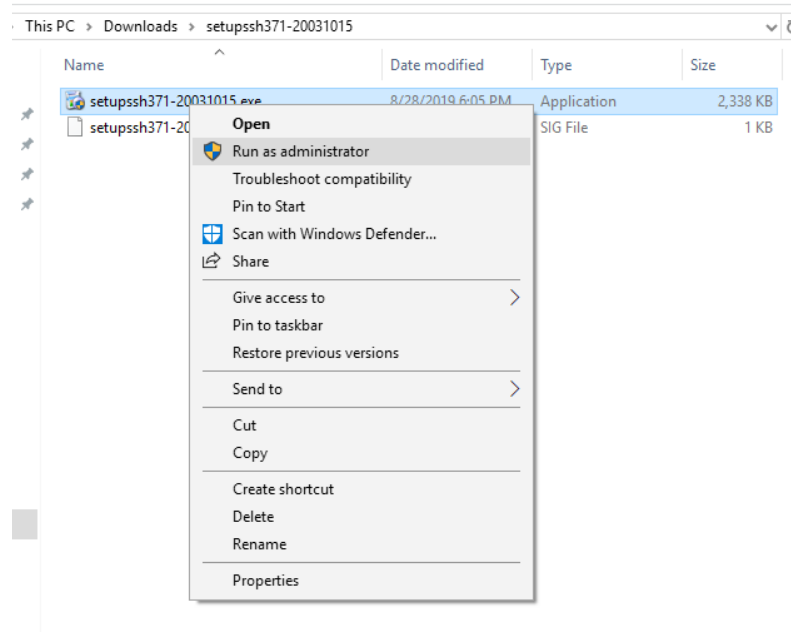 This PC > Downloads > setupssh371-20031015
Name Date modified Type Size
setupssh371-20031015.exe 8/28/2019 6:05 PM Application 2,338 KB
setupssh371-20 SIG File 1 KB
Open
Run as administrator
Troubleshoot compatibility
Pin to Start
Scan with Windows Defender...
Share
Give access to
Pin to taskbar
Restore previous versions
Send to
Cut
Copy
Create shortcut
Delete
Rename
Properties